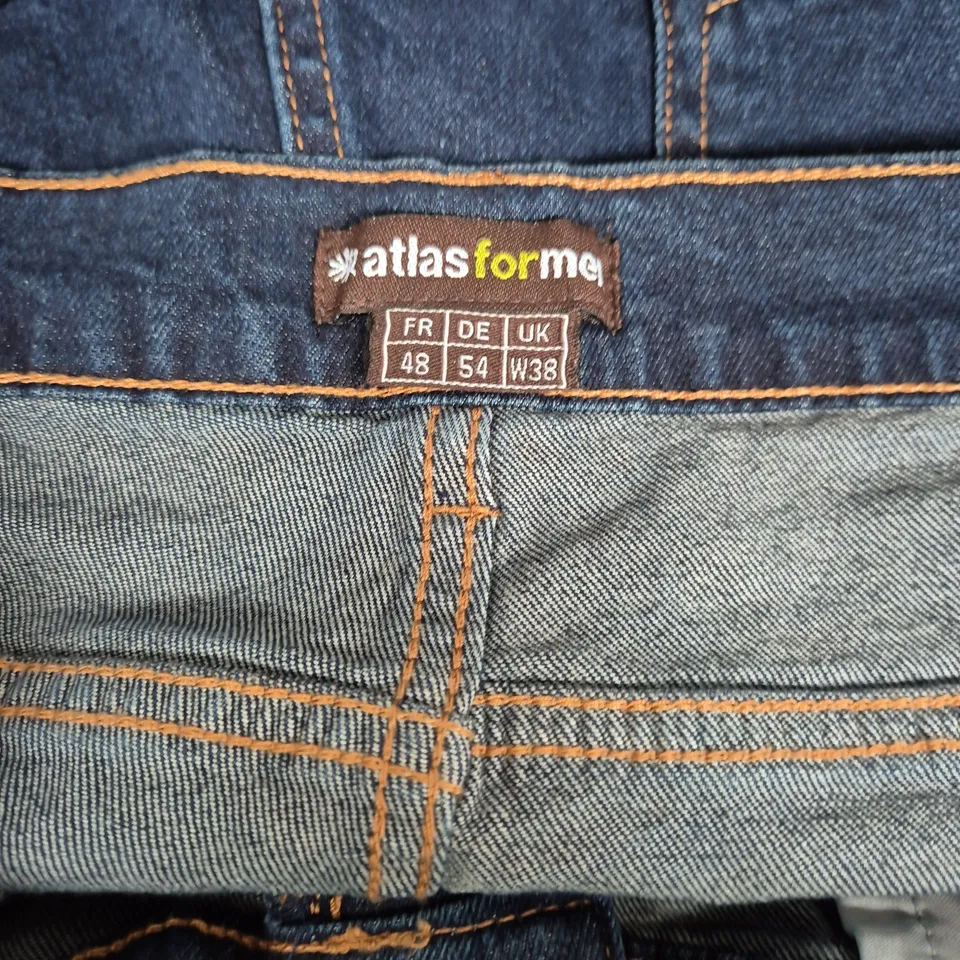 atlasforme
FR DE UK
48 54 W38